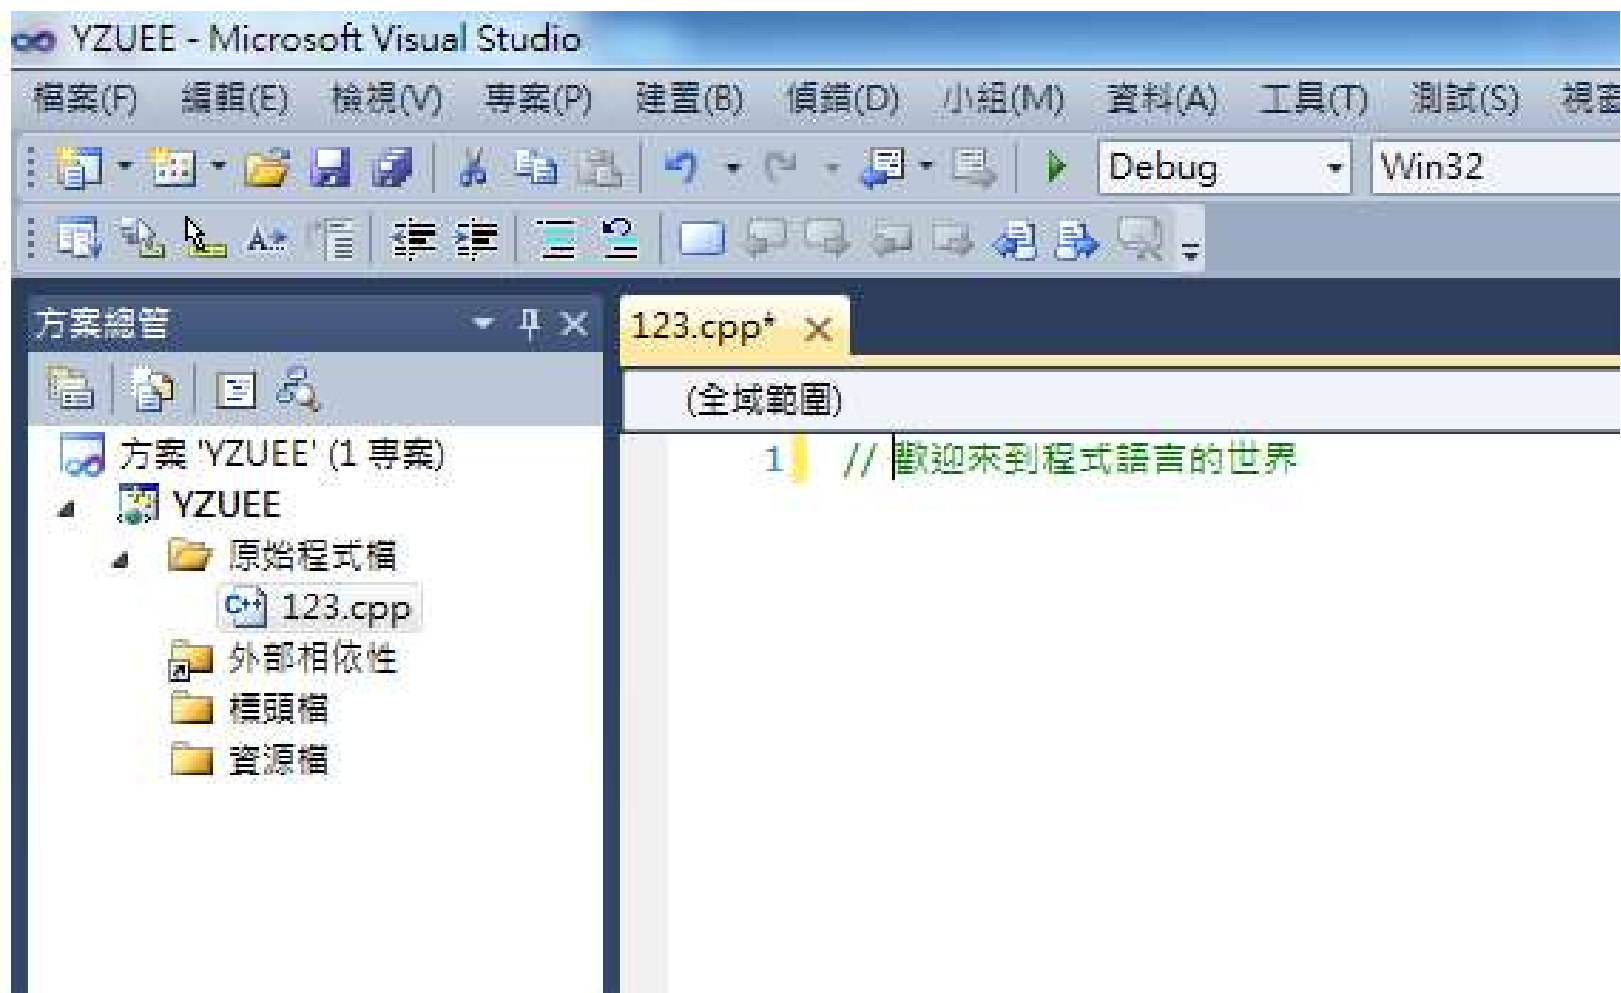 YZUEE - Microsoft Visual Studio
檔案(F) 編輯(E) 檢視(V) 專案(P) 建置(B) 偵錯(D) 小組(M) 資料(A) 工具(T) 測試(S) 視窗
Debug Win32
方案總管
123.cpp*
(全域範圍)
1 // 歡迎來到程式語言的世界
方案 'YZUEE' (1 專案)
YZUEE
原始程式檔
123.cpp
外部相依性
標頭檔
資源檔